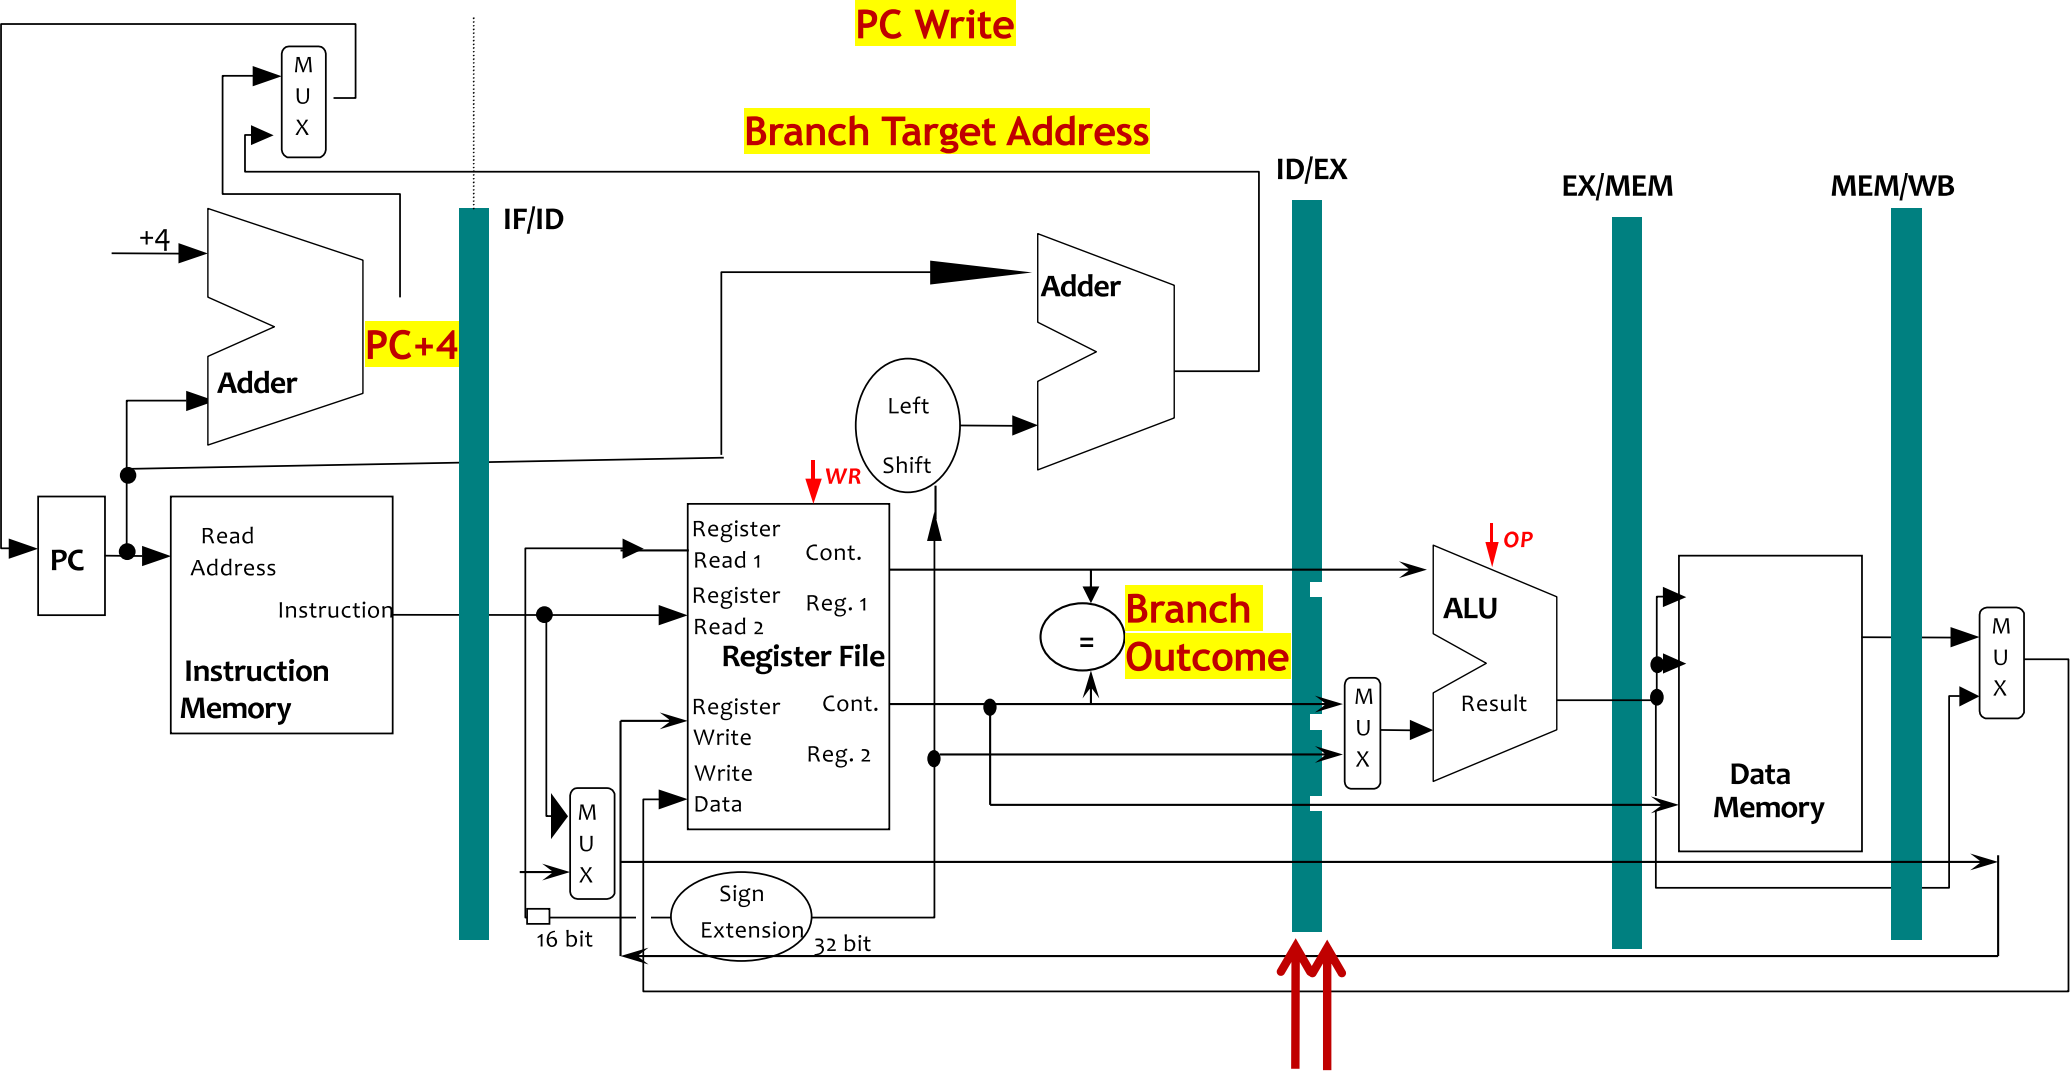 PC Write
M
U
X
Branch Target Address
ID/EX
EX/MEM
MEM/WB
IF/ID
+4
Adder
PC+4
Adder
Left
Shift
WR
PC
Read
Address
Instruction
Instruction
Memory
Register
Read 1
Cont.
Register
Reg. 1
Read 2
Register File
Register
Cont.
Write
Reg. 2
Write
Data
=
Branch
Outcome
OP
ALU
Result
M
U
X
Data
Memory
M
U
X
M
U
X
Sign
Extension
16 bit
32 bit